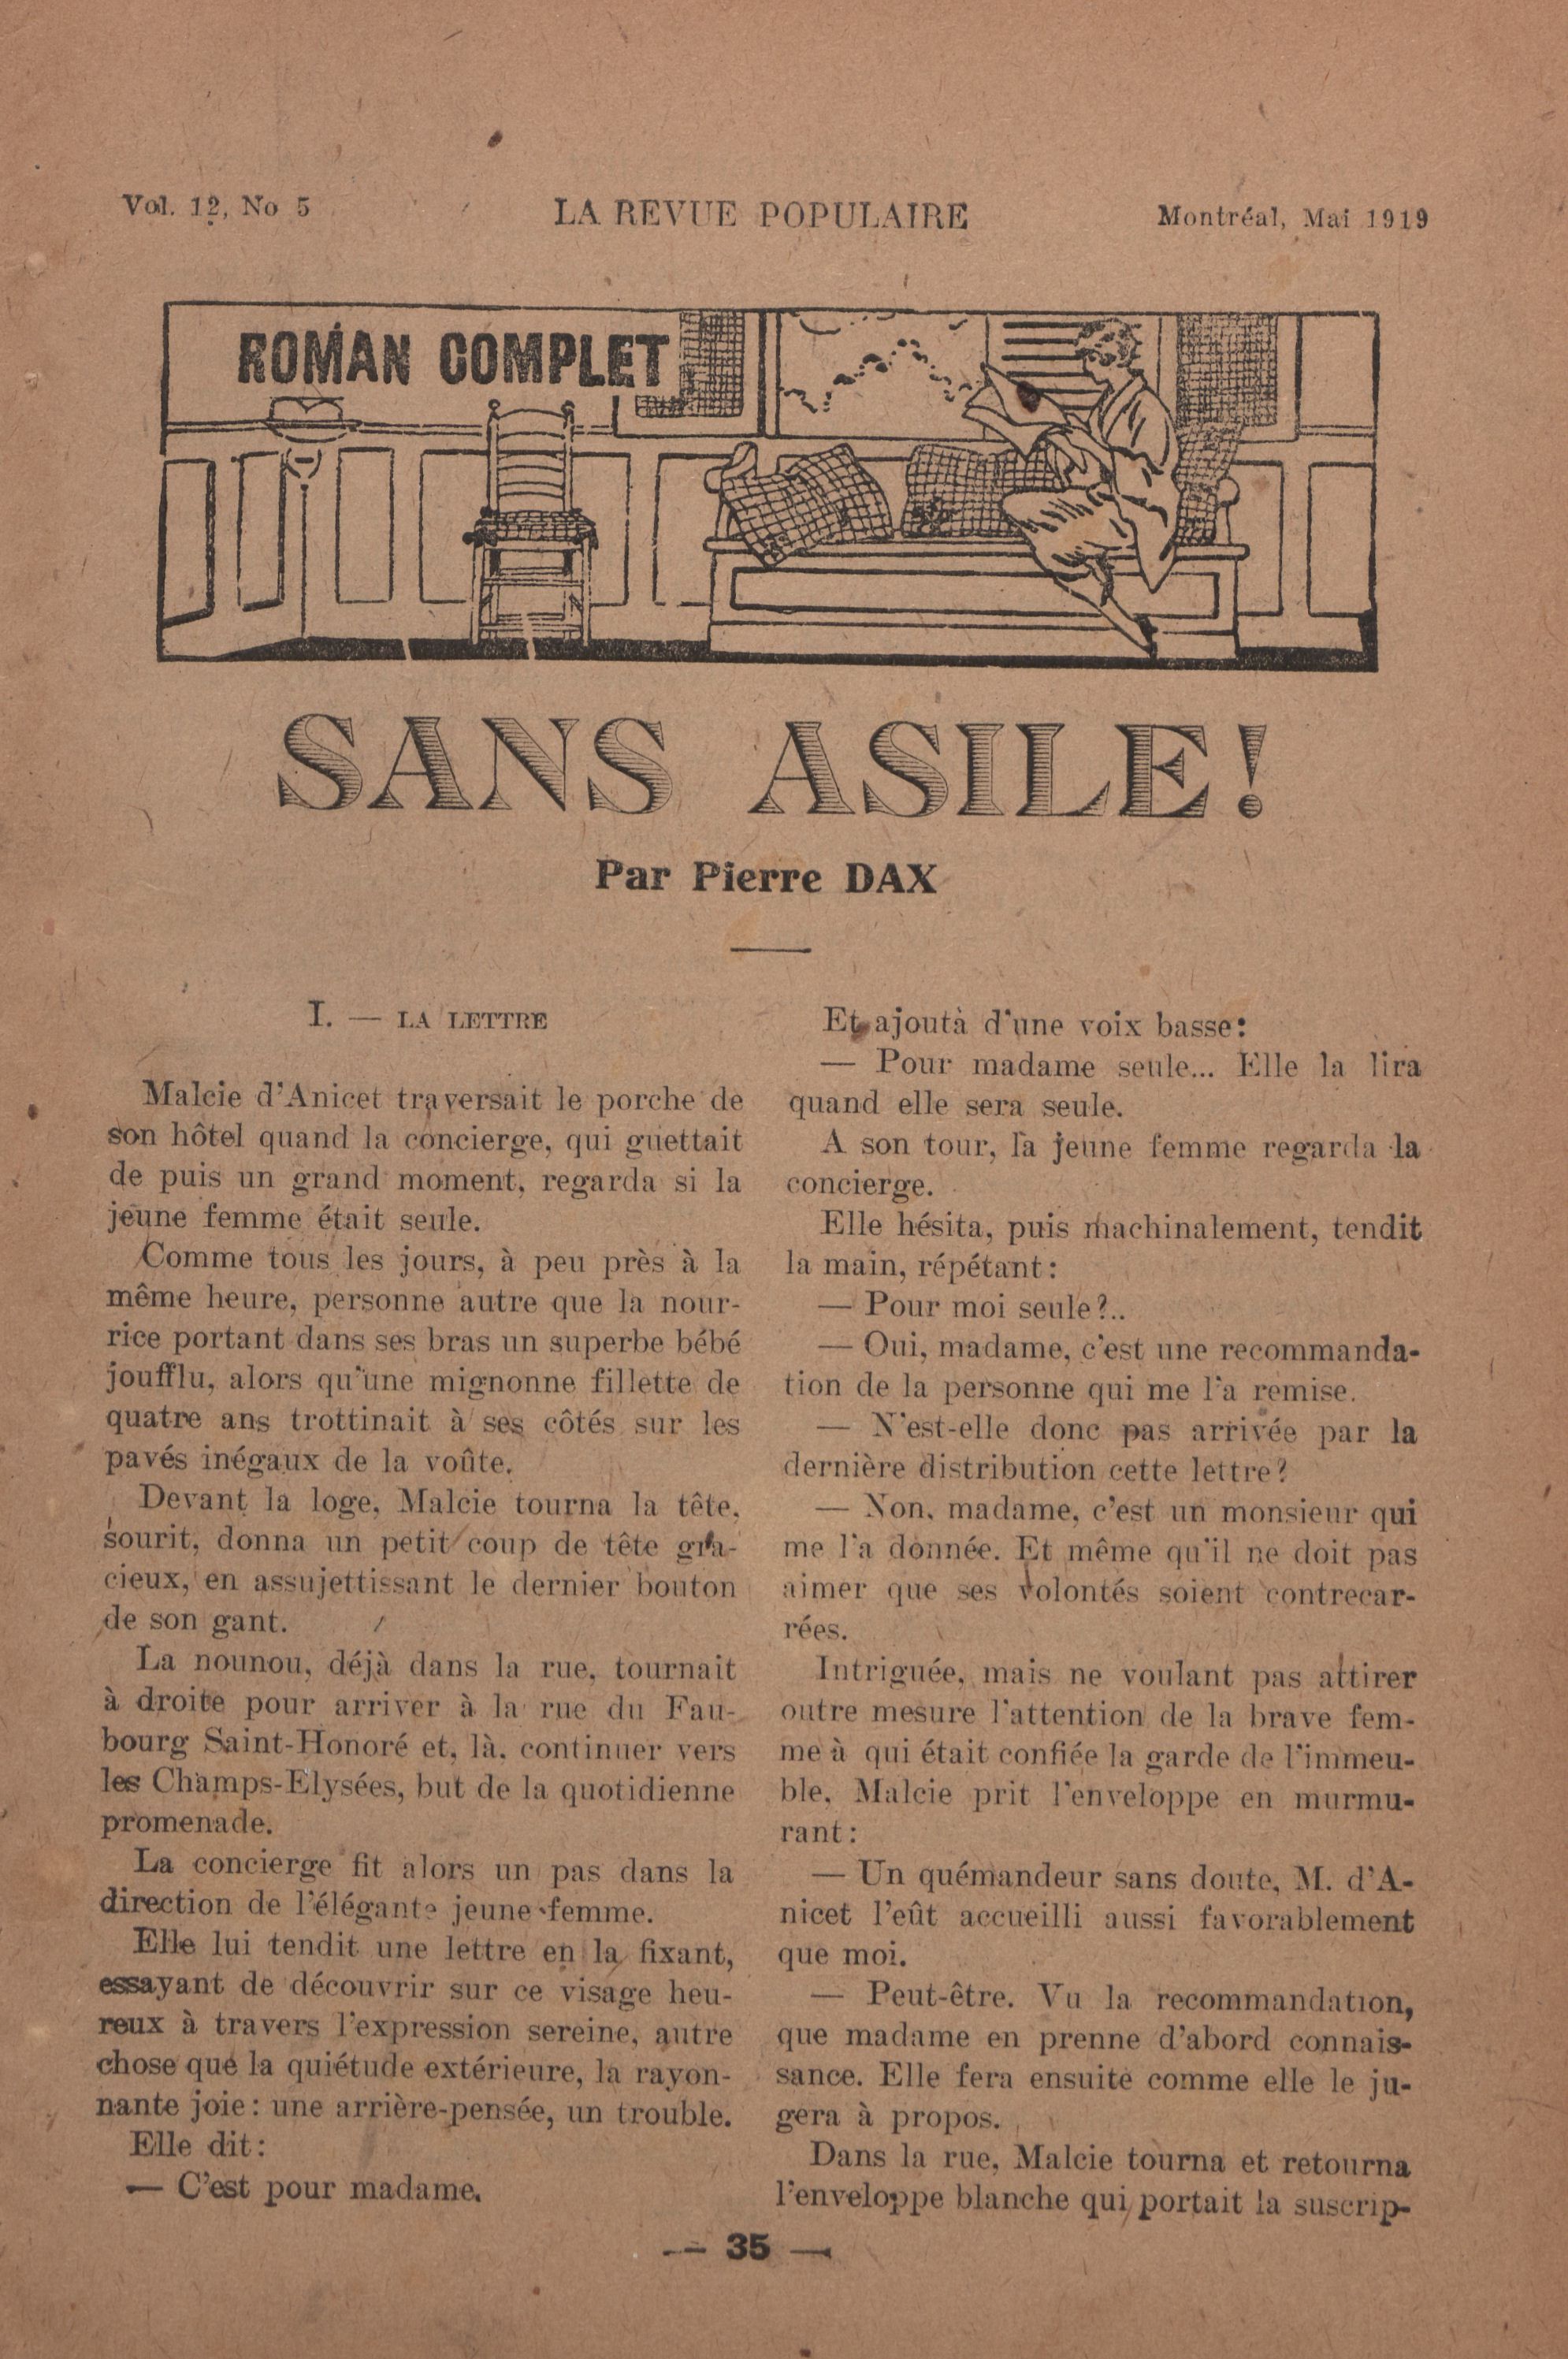 Vol. 12, No 5
LA REVUE POPULAIRE
Montréal, Mai 1919
ROMAN COMPLET
SANS ASILE!
Par Pierre DAX
I. — LA LETTRE
Malcie d'Anicet traversait le porche de
son hôtel quand la concierge, qui guettait
de puis un grand moment, regarda si la
jeune femme était seule.
Comme tous les jours, à peu près à la
même heure, personne autre que la nour-
rice portant dans ses bras un superbe bébé
joufflu, alors qu'une mignonne fillette de
quatre ans trottinait à ses côtés sur les
pavés inégaux de la voûte.
Devant la loge, Malcie tourna la tête,
sourit, donna un petit coup de tête gra-
cieux, en assujettissant le dernier bouton
de son gant.
La nounou, déjà dans la rue, tournait
à droite pour arriver à la rue du Fau-
bourg Saint-Honoré et, là, continuer vers
les Champs-Elysées, but de la quotidienne
promenade.
La concierge fit alors un pas dans la
direction de l'élégante jeune femme.
Elle lui tendit une lettre en la fixant,
essayant de découvrir sur ce visage heu-
reux à travers l'expression sereine, autre
chose que la quiétude extérieure, la rayon-
nante joie: une arrière-pensée, un trouble.
Elle dit:
— C'est pour madame.
Et ajouta d'une voix basse:
— Pour madame seule... Elle la lira
quand elle sera seule.
A son tour, la jeune femme regarda la
concierge.
Elle hésita, puis machinalement, tendit
la main, répétant:
— Pour moi seule?..
— Oui, madame, c'est une recommanda-
tion de la personne qui me l'a remise.
— N'est-elle donc pas arrivée par la
dernière distribution cette lettre?
— Non, madame, c'est un monsieur qui
me l'a donnée. Et même qu'il ne doit pas
aimer que ses volontés soient contrecar-
rées.
Intriguée, mais ne voulant pas attirer
outre mesure l'attention de la brave fem-
me à qui était confiée la garde de l'immeu-
ble, Malcie prit l'enveloppe en murmu-
rant:
— Un quémandeur sans doute, M. d'A-
nicet l'eût accueilli aussi favorablement
que moi.
— Peut-être. Vu la recommandation,
que madame en prenne d'abord connais-
sance. Elle fera ensuite comme elle le ju-
gera à propos.
Dans la rue, Malcie tourna et retourna
l'enveloppe blanche qui portait la suscrip-
— 35 —